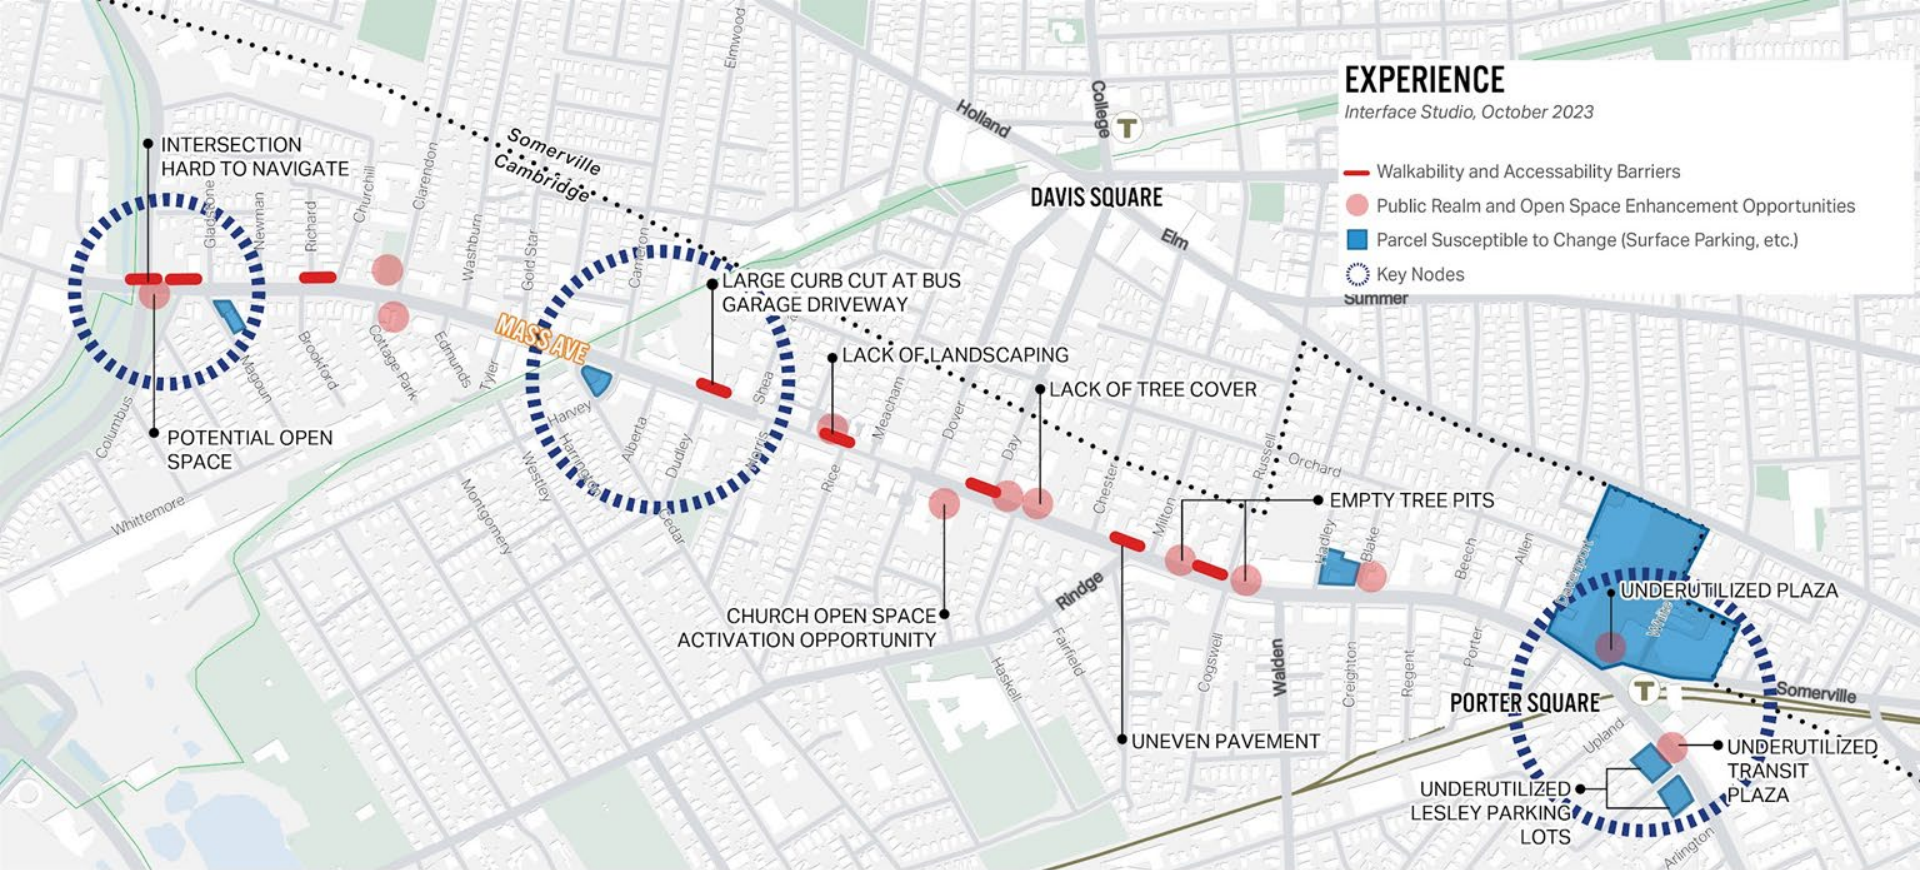 EXPERIENCE
Interface Studio, October 2023
Walkability and Accessability Barriers
Public Realm and Open Space Enhancement Opportunities
Parcel Susceptible to Change (Surface Parking, etc.)
Key Nodes
Summer
Elmwood
Holland
College
T
Somerville
Cambridge
DAVIS SQUARE
Elm
INTERSECTION
HARD TO NAVIGATE
Gladstone
Newman
Richard
Churchill
Clarendon
Washburn
Gold Star
Cameron
LARGE CURB CUT AT BUS
GARAGE DRIVEWAY
MASS AVE
LACK OF LANDSCAPING
LACK OF TREE COVER
Columbus
Magoun
Brookford
Cottage Park
Edmunds
Tyler
Harvey
Harrington
Alberta
Dudley
Shea
Norris
Rice
Meacham
Dover
Day
Chester
Milton
Russell
Orchard
POTENTIAL OPEN
SPACE
Whittemore
Montgomery
Westley
Cedar
EMPTY TREE PITS
Hadley
Blake
Beech
Allen
Davenport
White
UNDERUTILIZED PLAZA
CHURCH OPEN SPACE
ACTIVATION OPPORTUNITY
Rindge
Fairfield
Haskell
Cogswell
Walden
Creighton
Regent
Porter
PORTER SQUARE
T
Somerville
UNEVEN PAVEMENT
Upland
UNDERUTILIZED
TRANSIT
PLAZA
UNDERUTILIZED
LESLEY PARKING
LOTS
Arlington